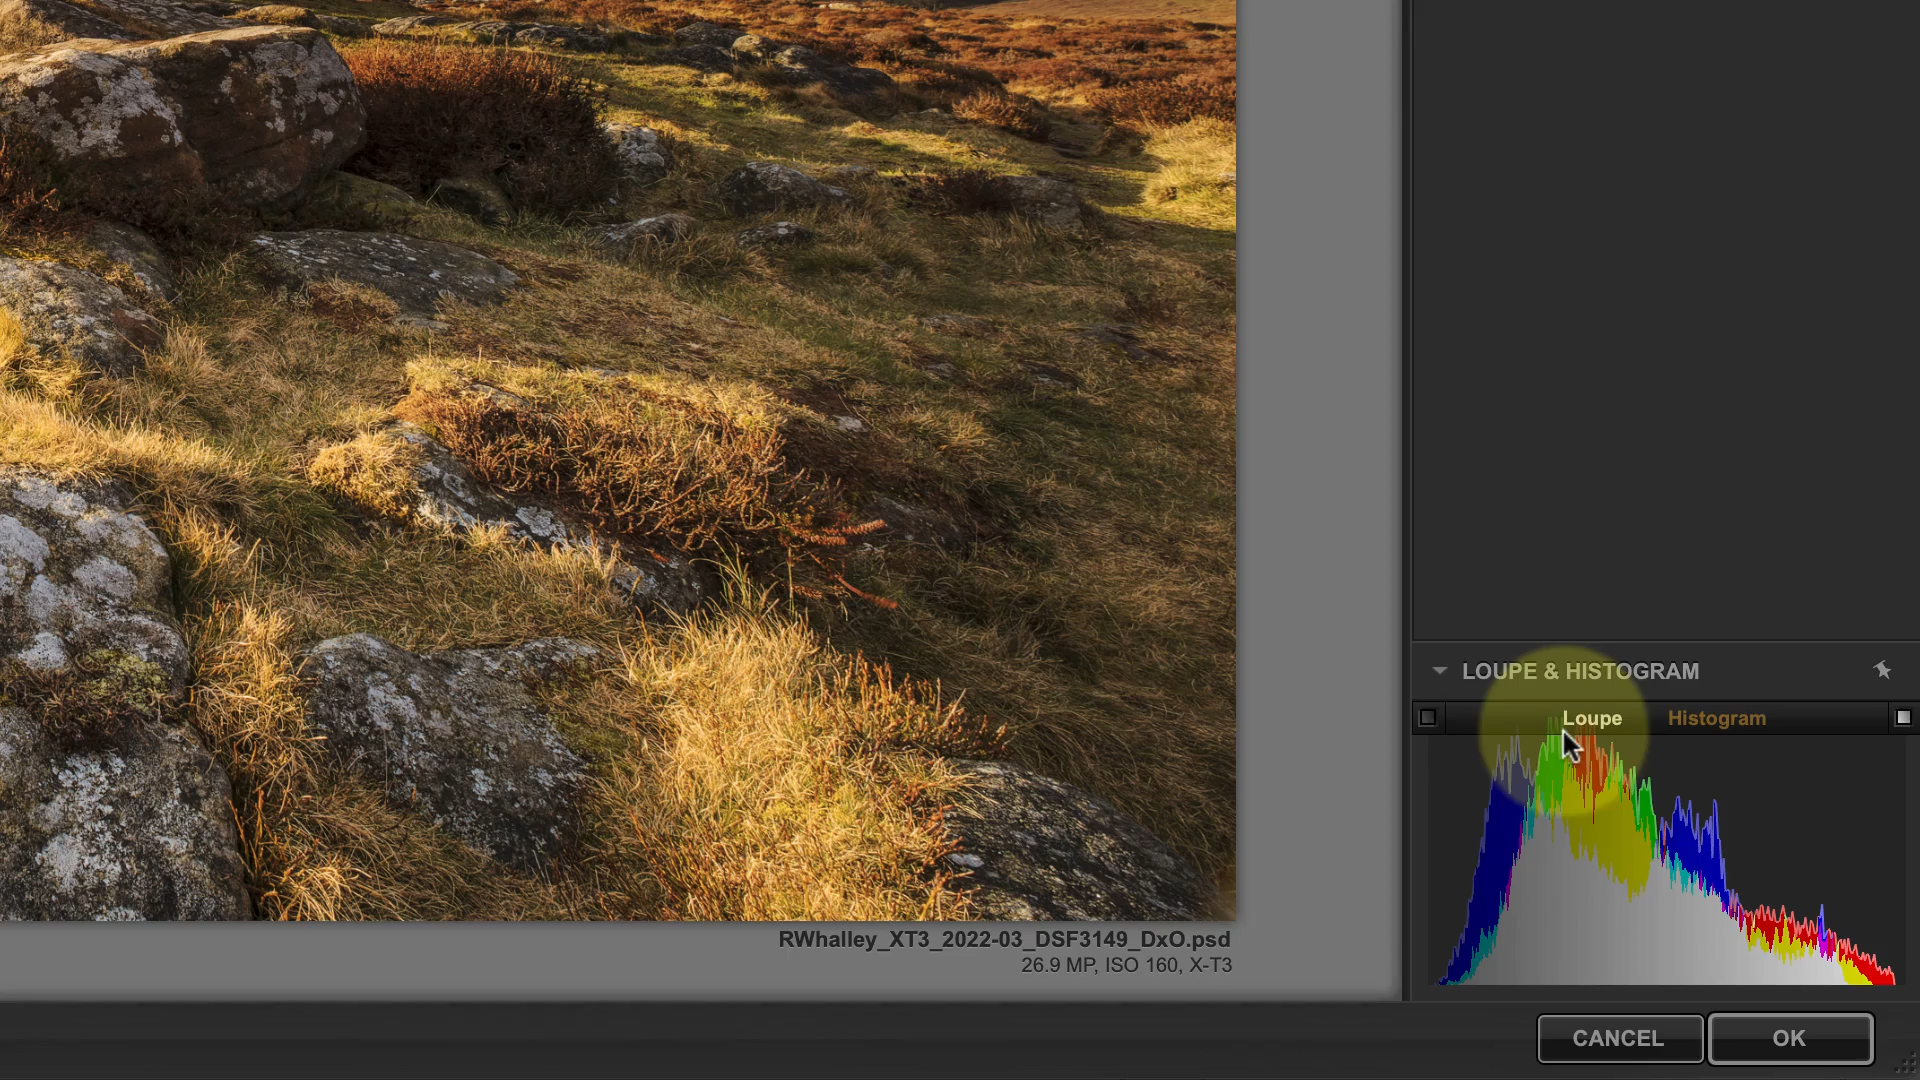 LOUPE & HISTOGRAM
Loupe Histogram
RWhalley_XT3_2022-03_DSF3149_DxO.psd
26.9 MP, ISO 160, X-T3
CANCEL OK